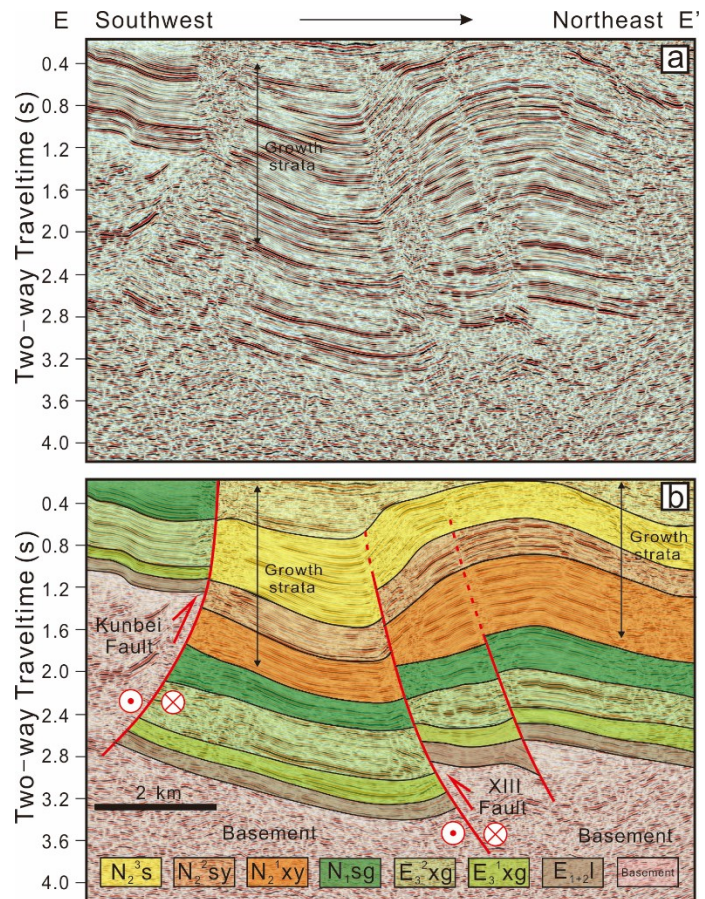 E Southwest Northeast E'
a
Two-way Traveltime (s)
0.4
0.8
1.2
1.6
2.0
2.4
2.8
3.2
3.6
4.0
Growth
strata
b
Two-way Traveltime (s)
0.4
0.8
1.2
1.6
2.0
2.4
2.8
3.2
3.6
4.0
Growth
strata
Growth
strata
Kunbei
Fault
2 km
XIII
Fault
Basement
Basement
N₂³s N₂²sy N₂¹xy N₁sg E₃²xg E₃¹xg E₁₊₂l Basement